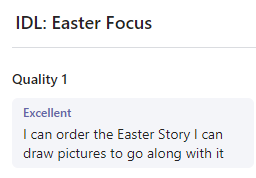 IDL: Easter Focus
Quality 1
Excellent
I can order the Easter Story I can
draw pictures to go along with it